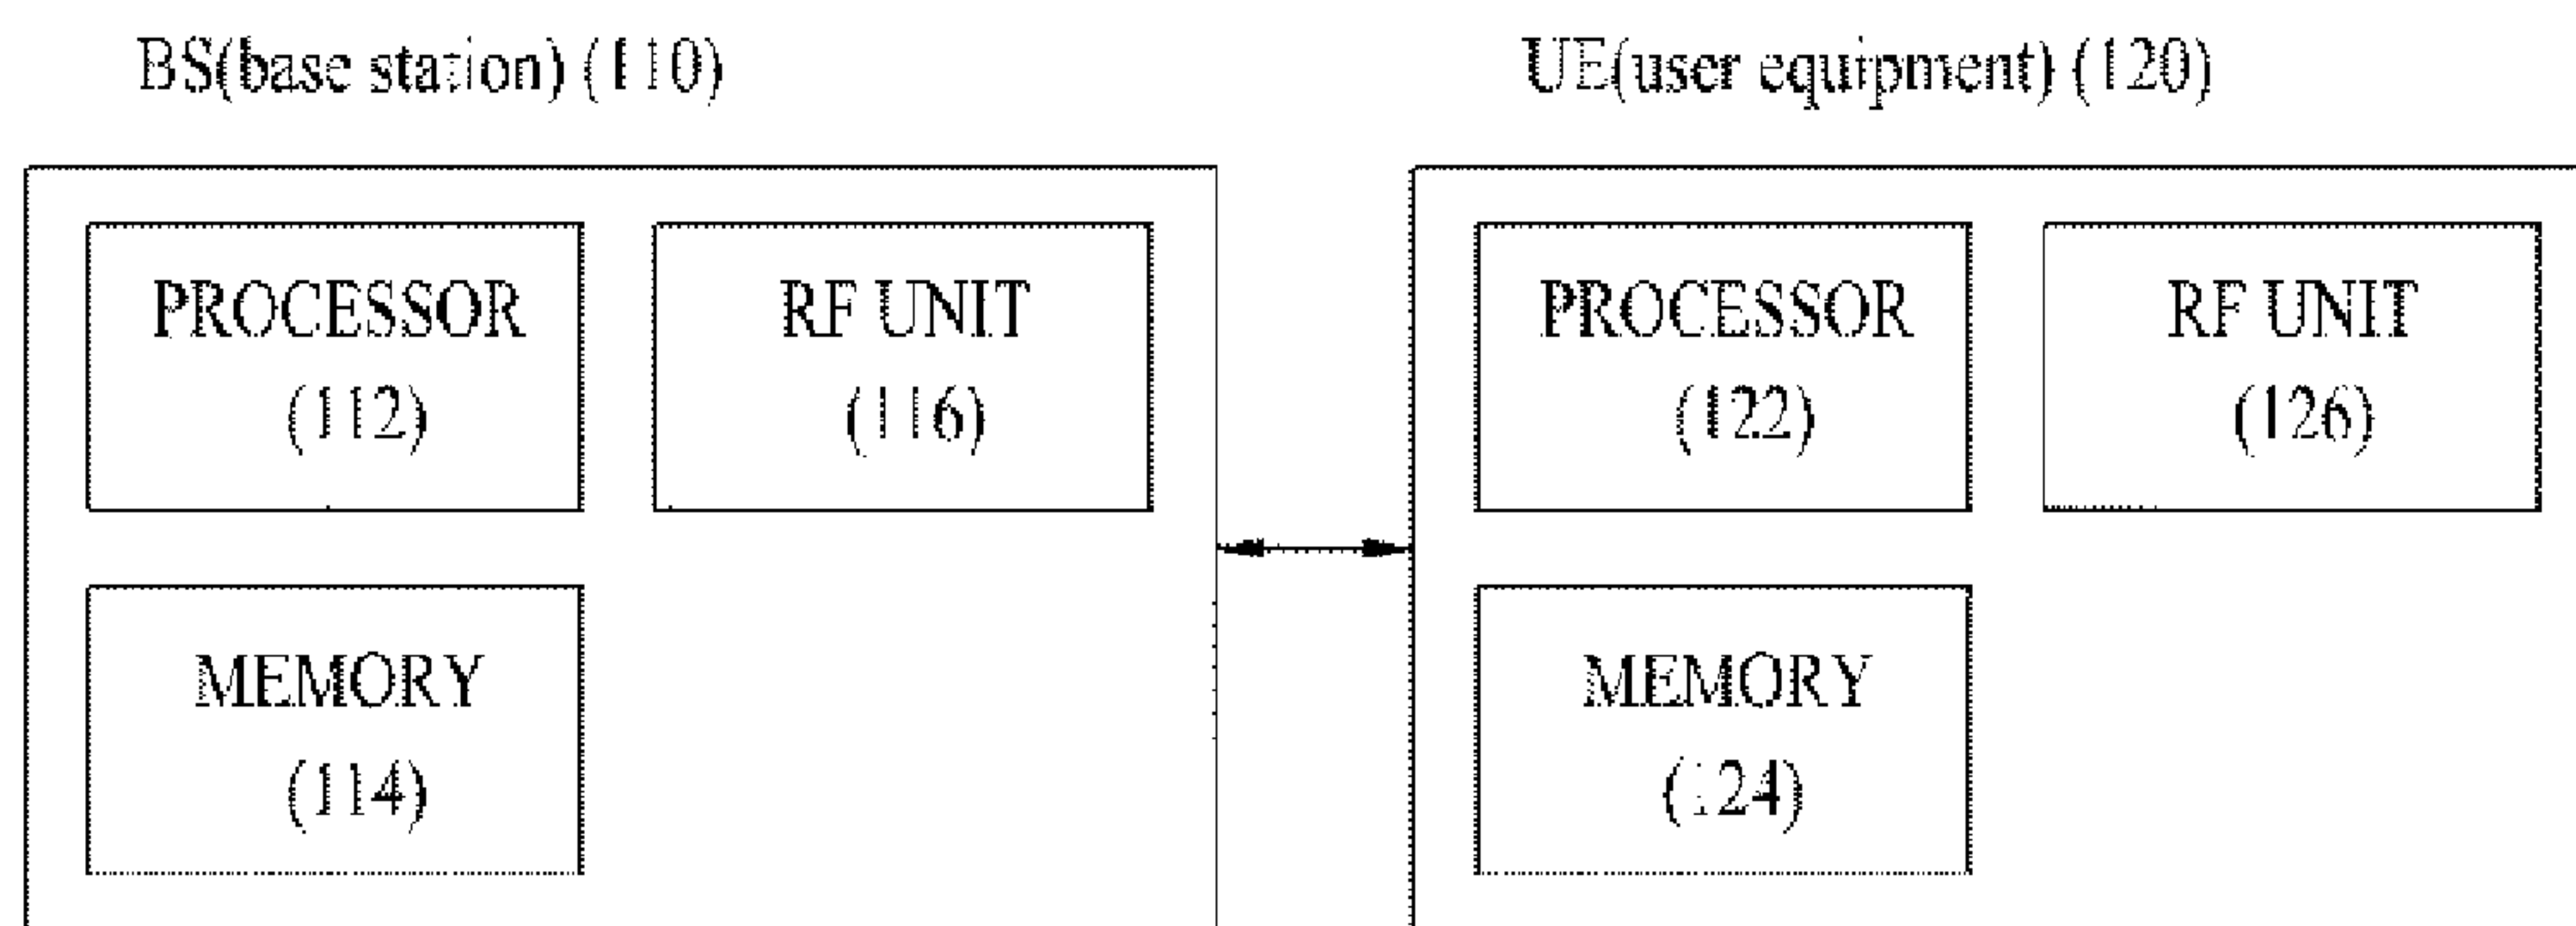 BS(base station) (110)
UE(user equipment) (120)
PROCESSOR
(112)
RF UNIT
(116)
PROCESSOR
(122)
RF UNIT
(126)
MEMORY
(114)
MEMORY
(124)